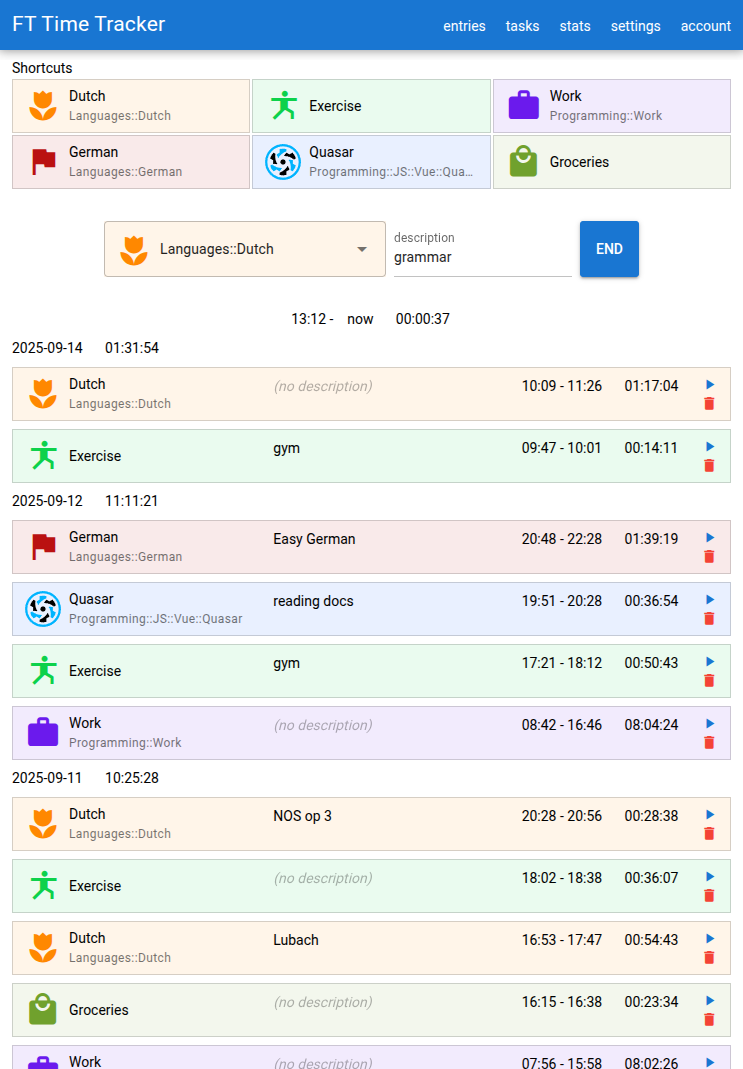 FT Time Tracker entries tasks stats settings account
Shortcuts
Dutch
Languages::Dutch
Exercise
Work
Programming::Work
German
Languages::German
Quasar
Programming::JS::Vue::Qua...
Groceries
Languages::Dutch
description
grammar
END
13:12 - now 00:00:37
2025-09-14 01:31:54
Dutch (no description) 10:09 - 11:26 01:17:04
Languages::Dutch
Exercise gym 09:47 - 10:01 00:14:11
2025-09-12 11:11:21
German Easy German 20:48 - 22:28 01:39:19
Languages::German
Quasar reading docs 19:51 - 20:28 00:36:54
Programming::JS::Vue::Quasar
Exercise gym 17:21 - 18:12 00:50:43
Work (no description) 08:42 - 16:46 08:04:24
Programming::Work
2025-09-11 10:25:28
Dutch NOS op 3 20:28 - 20:56 00:28:38
Languages::Dutch
Exercise (no description) 18:02 - 18:38 00:36:07
Dutch Lubach 16:53 - 17:47 00:54:43
Languages::Dutch
Groceries (no description) 16:15 - 16:38 00:23:34
Work (no description) 07:56 - 15:58 08:02:26